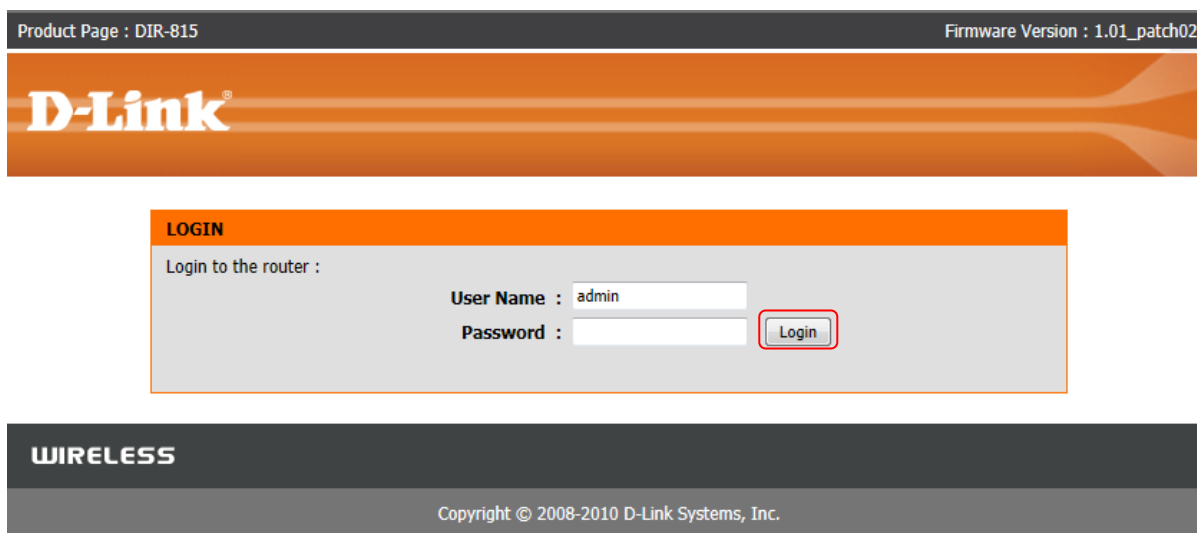 Product Page : DIR-815 Firmware Version : 1.01_patch02
D-Link®
LOGIN
Login to the router :
User Name : admin
Password : Login
WIRELESS
Copyright © 2008-2010 D-Link Systems, Inc.